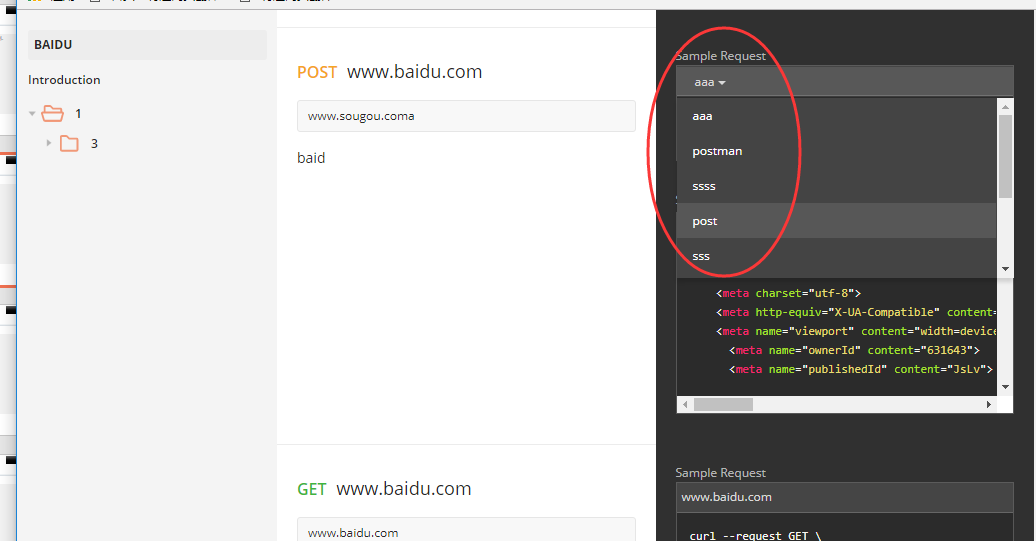 BAIDU
Introduction
1
3
POST www.baidu.com
www.sougou.coma
baid
GET www.baidu.com
www.baidu.com
Sample Request
aaa
aaa
postman
ssss
post
sss
<meta charset="utf-8">
<meta http-equiv="X-UA-Compatible" content=
<meta name="viewport" content="width=device
<meta name="ownerId" content="631643">
<meta name="publishedId" content="JsLv">
Sample Request
www.baidu.com
curl --request GET \